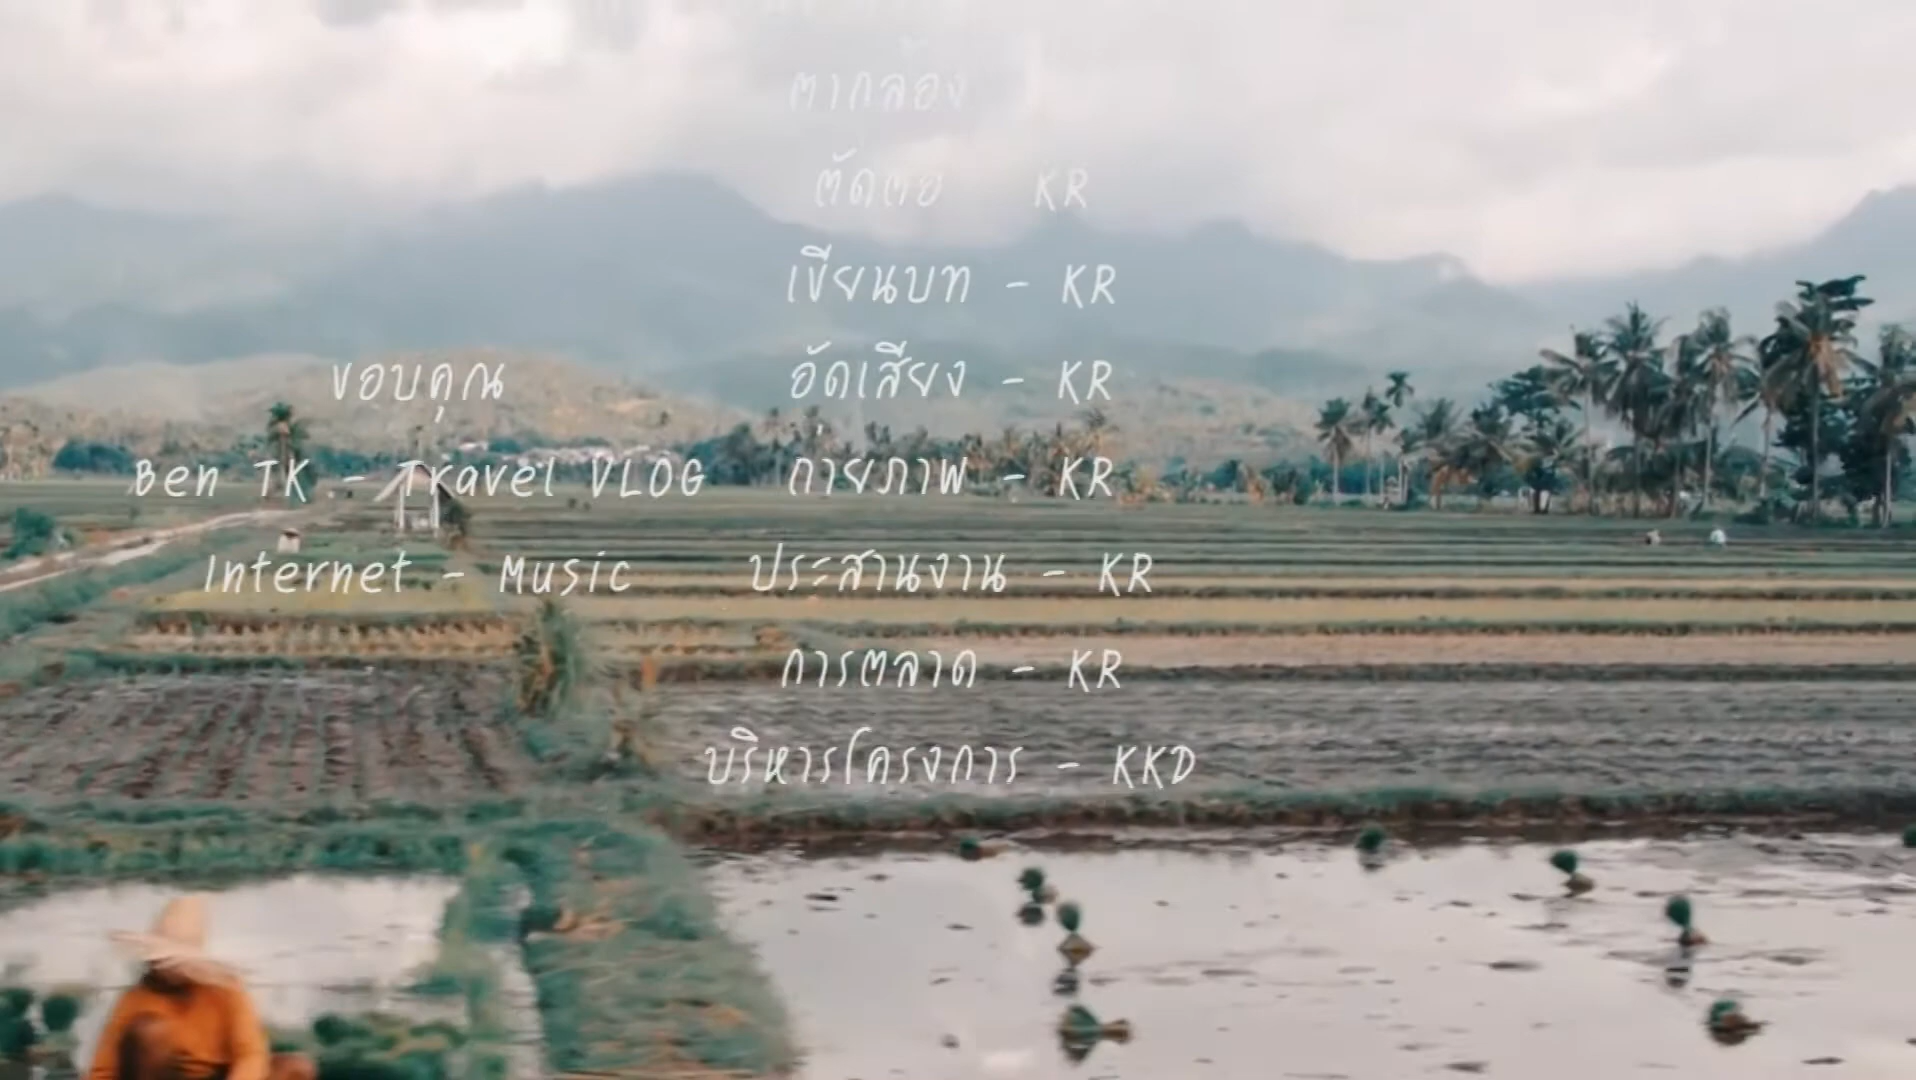 ขอบคุณ
Ben TK - Travel VLOG
Internet - Music
ตากล้อง
ตัดต่อ KR
เขียนบท - KR
อัดเสียง - KR
กายภาพ - KR
ประสานงาน - KR
การตลาด - KR
บริหารโครงการ - KKD